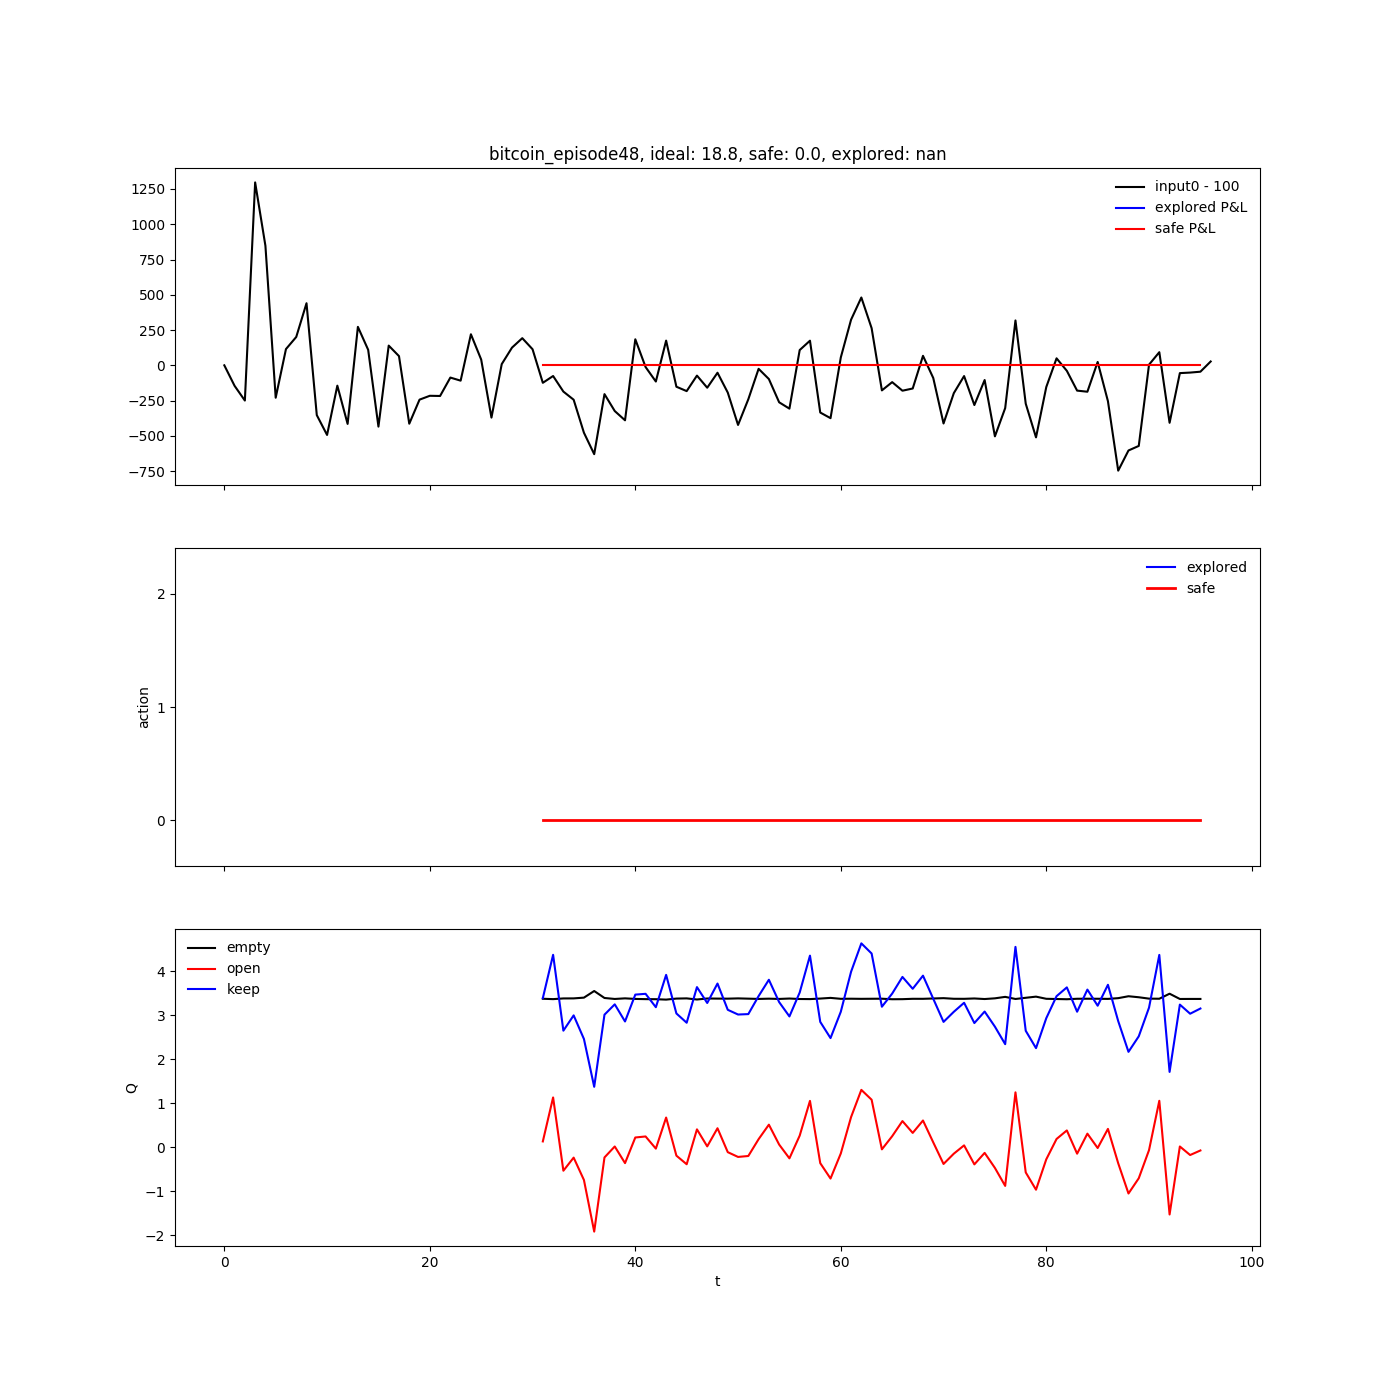 bitcoin_episode48, ideal: 18.8, safe: 0.0, explored: nan
1250
1000
750
500
250
0
−250
−500
−750
input0 - 100
explored P&L
safe P&L
2
1
0
action
explored
safe
4
3
2
1
0
−1
−2
Q
empty
open
keep
0
20
40
60
80
100
t